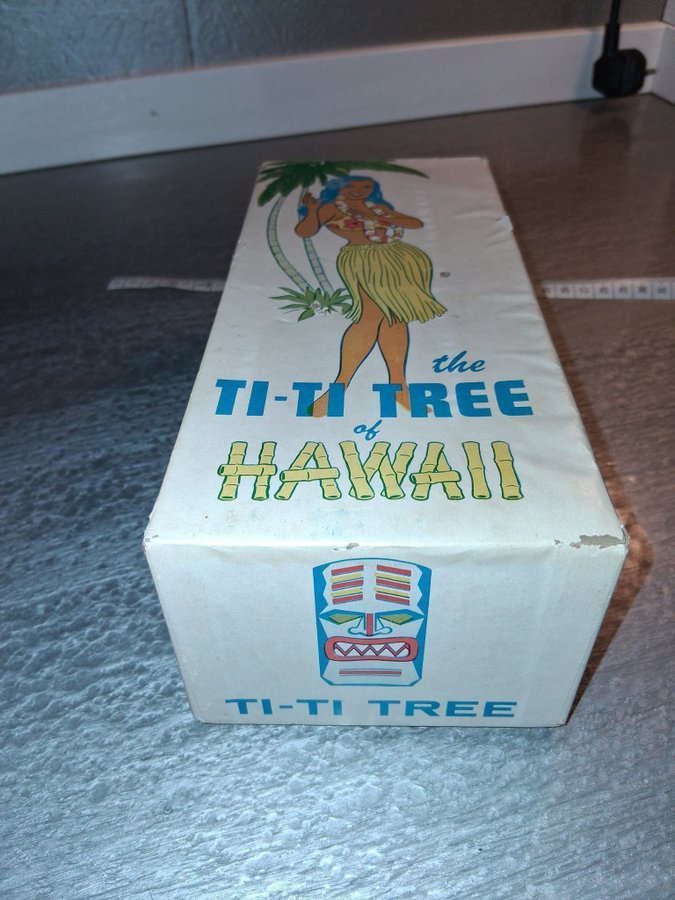 the
TI-TI TREE
of
HAWAII
TI-TI TREE